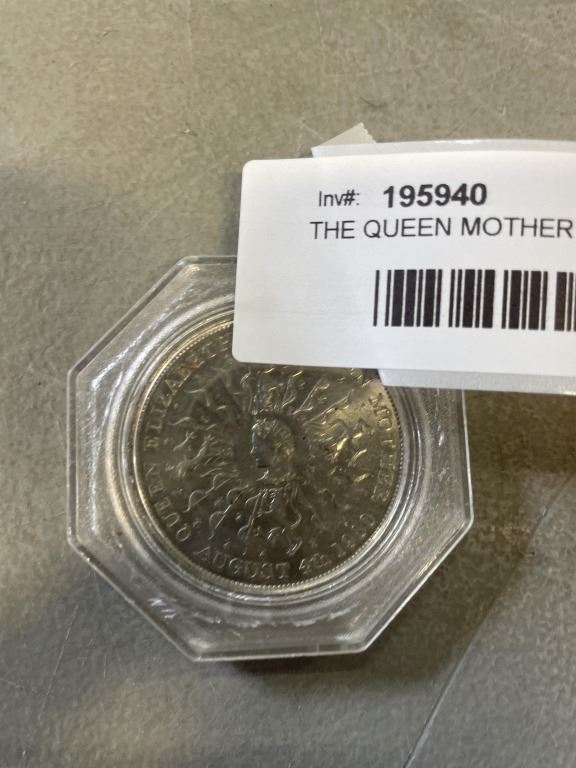 Inv#: 195940
THE QUEEN MOTHER
QUEEN ELIZABETH MOTHER
AUGUST 4th 1980